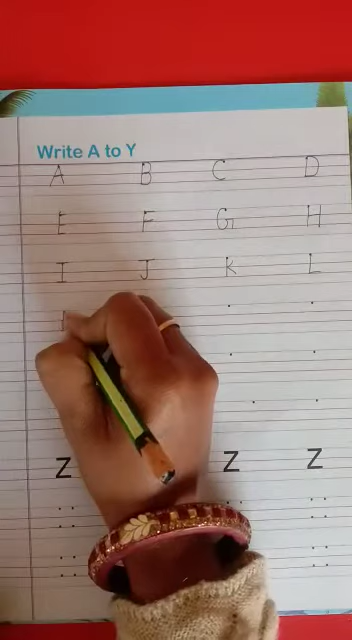 Write A to Y
A B C D
E F G H
I J K L
Z Z Z